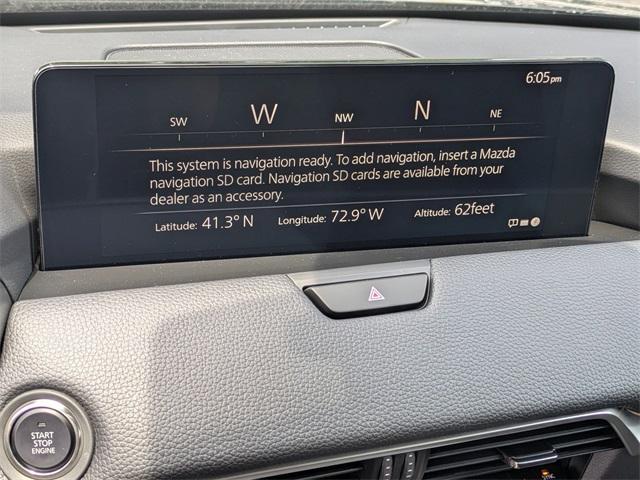 6:05pm
SW W NW N NE
This system is navigation ready. To add navigation, insert a Mazda
navigation SD card. Navigation SD cards are available from your
dealer as an accessory.
Latitude: 41.3° N Longitude: 72.9° W Altitude: 62feet
START
STOP
ENGINE